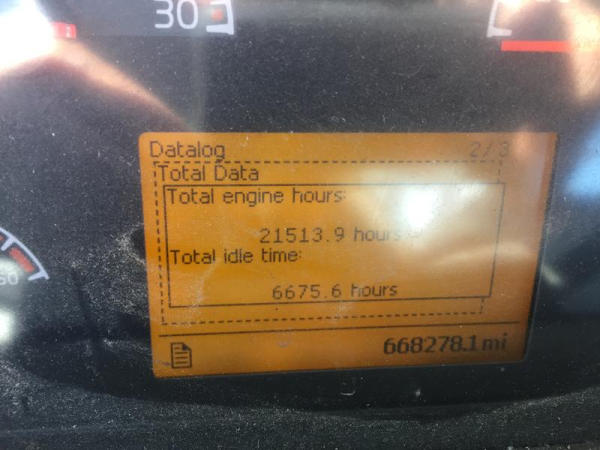 30
Datalog 2/3
Total Data
Total engine hours:
21513.9 hours
Total idle time:
6675.6 hours
668278.1 mi